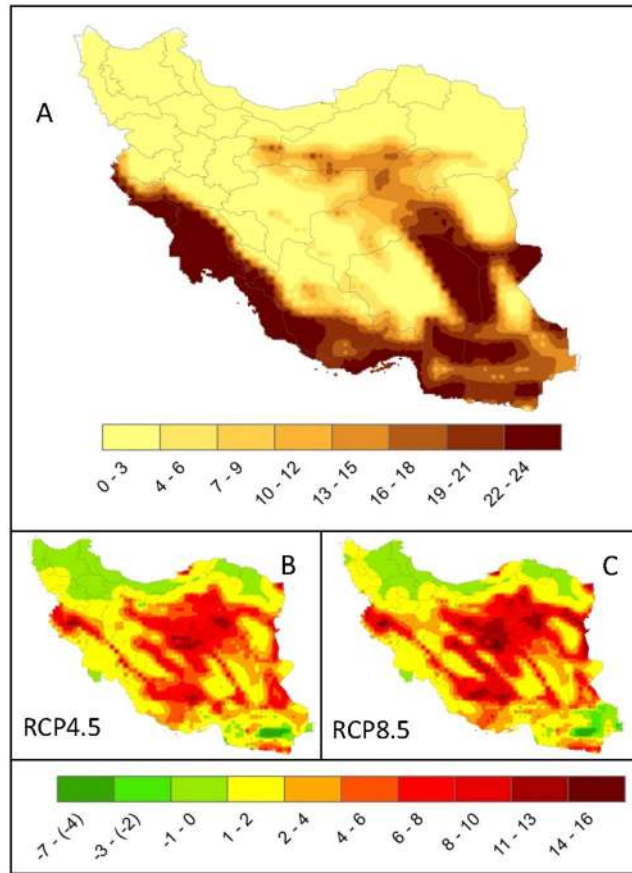 A
0 - 3
4 - 6
7 - 9
10 - 12
13 - 15
16 - 18
19 - 21
22 - 24
B
C
RCP4.5
RCP8.5
-7 - (-4)
-3 - (-2)
-1 - 0
1 - 2
2 - 4
4 - 6
6 - 8
8 - 10
11 - 13
14 - 16